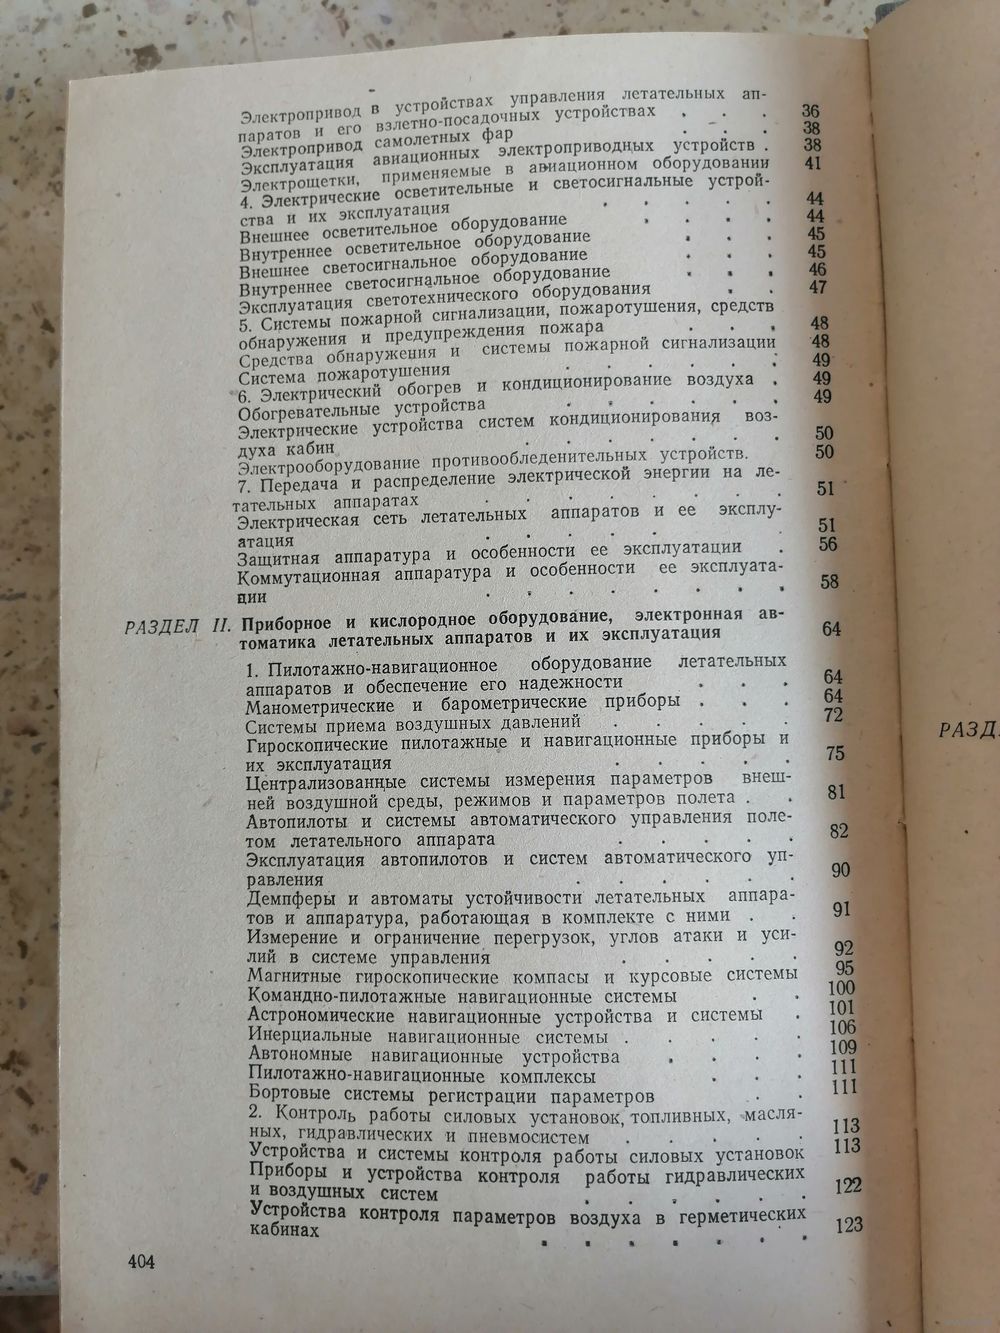 Электропривод в устройствах управления летательных ап-
паратов и его взлетно-посадочных устройствах . . . 36
Электропривод самолетных фар . . . 38
Эксплуатация авиационных электроприводных устройств . 38
Электрощетки, применяемые в авиационном оборудовании 41
4. Электрические осветительные и светосигнальные устрой-
ства и их эксплуатация . . . . . 44
Внешнее осветительное оборудование . . . . 44
Внутреннее осветительное оборудование . . . 45
Внешнее светосигнальное оборудование . . . 45
Внутреннее светосигнальное оборудование . . . 46
Эксплуатация светотехнического оборудования . . 47
5. Системы пожарной сигнализации, пожаротушения, средств
обнаружения и предупреждения пожара . . . 48
Средства обнаружения и системы пожарной сигнализации 48
Система пожаротушения . . . . . 49
6. Электрический обогрев и кондиционирование воздуха . 49
Обогревательные устройства . . . . . . 49
Электрические устройства систем кондиционирования воз-
духа кабин . . . . . . . 50
Электрооборудование противообледенительных устройств. 50
7. Передача и распределение электрической энергии на ле-
тательных аппаратах . . . . . . . 51
Электрическая сеть летательных аппаратов и ее эксплу-
атация . . . . . 51
Защитная аппаратура и особенности ее эксплуатации . 56
Коммутационная аппаратура и особенности ее эксплуата-
ции . . . . . . . . 58
РАЗДЕЛ II. Приборное и кислородное оборудование, электронная ав-
томатика летательных аппаратов и их эксплуатация 64
1. Пилотажно-навигационное оборудование летательных
аппаратов и обеспечение его надежности . . . 64
Манометрические и барометрические приборы . . . 64
Системы приема воздушных давлений . . . . . 72
Гироскопические пилотажные и навигационные приборы и
их эксплуатация . . . . . 75
Централизованные системы измерения параметров внеш-
ней воздушной среды, режимов и параметров полета . . 81
Автопилоты и системы автоматического управления поле-
том летательного аппарата . . . . . 82
Эксплуатация автопилотов и систем автоматического уп-
равления . . . . . . 90
Демпферы и автоматы устойчивости летательных аппара-
тов и аппаратура, работающая в комплекте с ними . . 91
Измерение и ограничение перегрузок, углов атаки и уси-
лий в системе управления . . . . . 92
Магнитные гироскопические компасы и курсовые системы 95
Командно-пилотажные навигационные системы . . 100
Астрономические навигационные устройства и системы . 101
Инерциальные навигационные системы . . . . . 106
Автономные навигационные устройства . . . . 109
Пилотажно-навигационные комплексы . . . 111
Бортовые системы регистрации параметров . . 111
2. Контроль работы силовых установок, топливных, масля-
ных, гидравлических и пневмосистем . . . . . 113
Устройства и системы контроля работы силовых установок 113
Приборы и устройства контроля работы гидравлических
и воздушных систем . . . . . . 122
Устройства контроля параметров воздуха в герметических
кабинах . . . . . . . 123
404
РАЗД